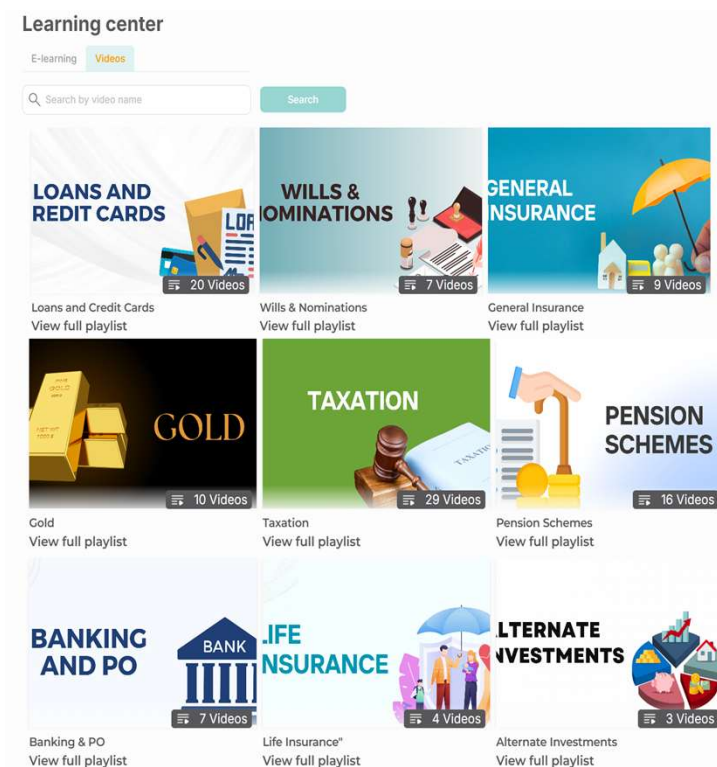 Learning center
E-learning Videos
Search by video name Search
LOANS AND
REDIT CARDS
20 Videos
WILLS &
OMINATIONS
7 Videos
GENERAL
NSURANCE
9 Videos
Loans and Credit Cards
View full playlist
Wills & Nominations
View full playlist
General Insurance
View full playlist
GOLD
10 Videos
TAXATION
TAXATION
29 Videos
PENSION
SCHEMES
16 Videos
Gold
View full playlist
Taxation
View full playlist
Pension Schemes
View full playlist
BANKING
AND PO
BANK
7 Videos
IFE
NSURANCE
4 Videos
LTERNATE
NVESTMENTS
3 Videos
Banking & PO
View full playlist
Life Insurance"
View full playlist
Alternate Investments
View full playlist